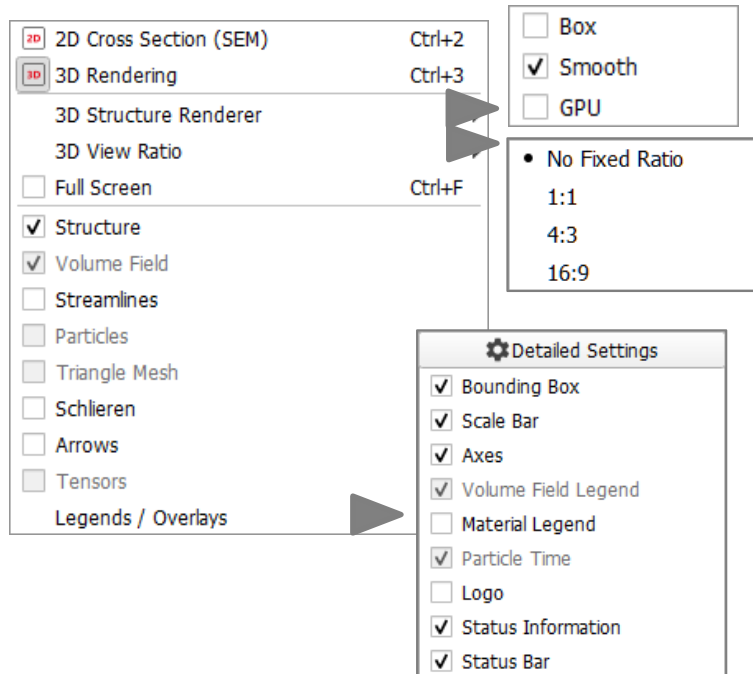 2D 2D Cross Section (SEM) Ctrl+2
3D 3D Rendering Ctrl+3
3D Structure Renderer
3D View Ratio
Full Screen Ctrl+F
Structure
Volume Field
Streamlines
Particles
Triangle Mesh
Schlieren
Arrows
Tensors
Legends / Overlays
Box
Smooth
GPU
No Fixed Ratio
1:1
4:3
16:9
Detailed Settings
Bounding Box
Scale Bar
Axes
Volume Field Legend
Material Legend
Particle Time
Logo
Status Information
Status Bar